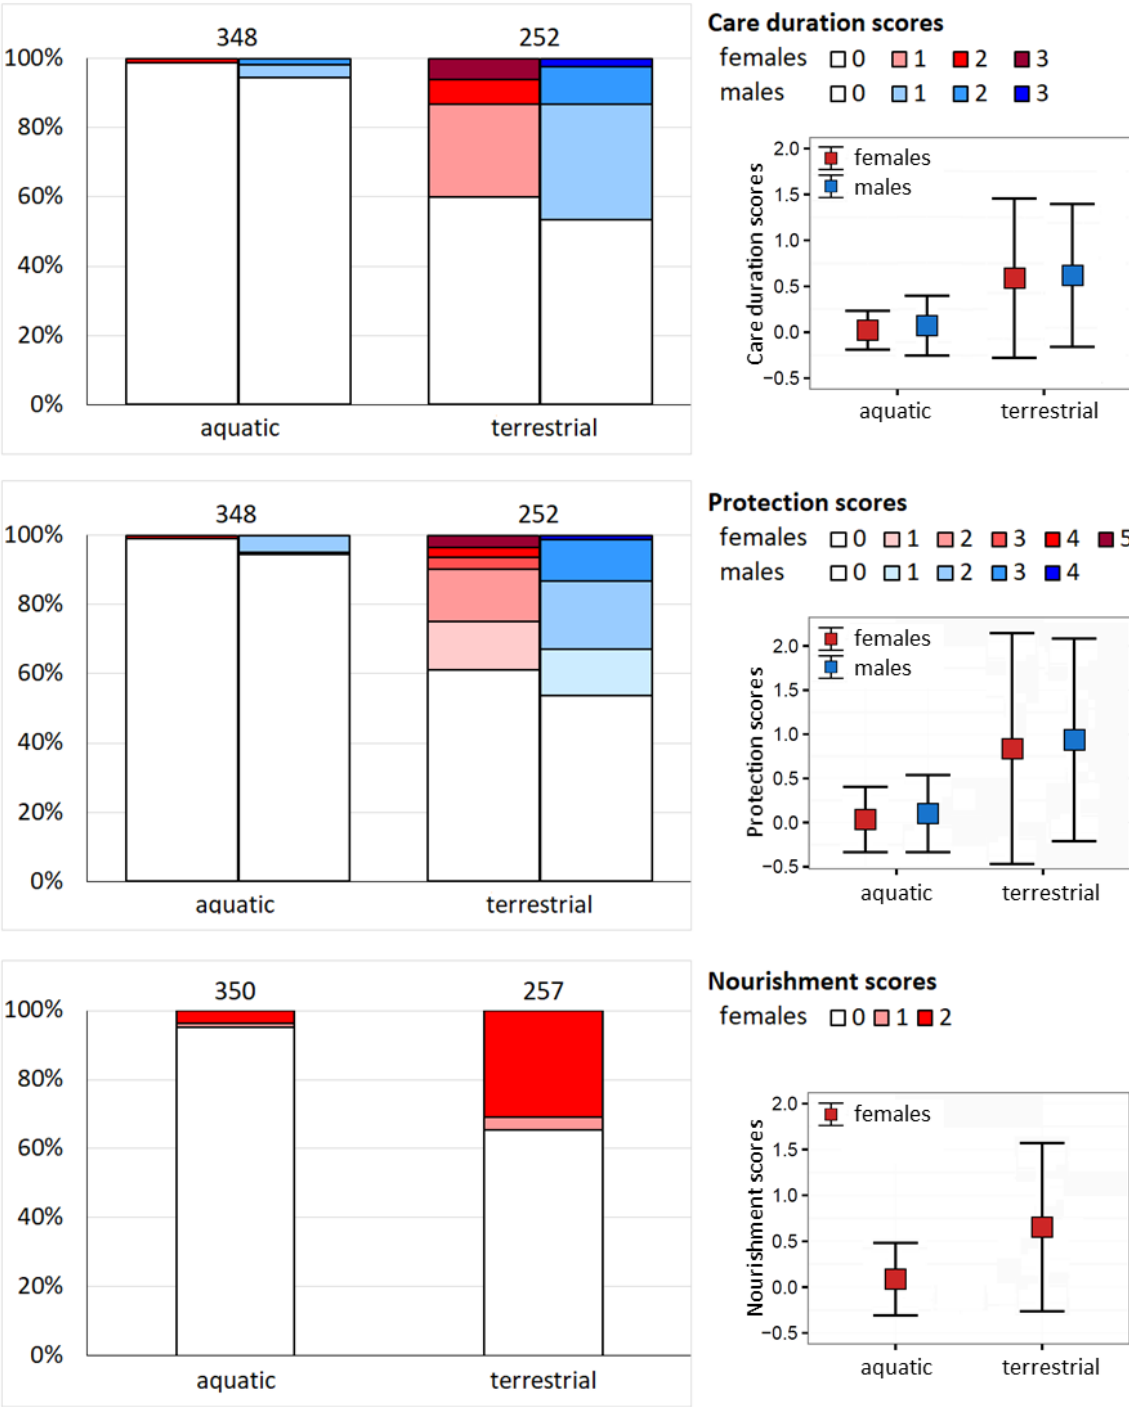 348 252
100%
80%
60%
40%
20%
0%
aquatic terrestrial
Care duration scores
females 0 1 2 3
males 0 1 2 3
Care duration scores
2.0
1.5
1.0
0.5
0.0
−0.5
females
males
aquatic terrestrial
348 252
100%
80%
60%
40%
20%
0%
aquatic terrestrial
Protection scores
females 0 1 2 3 4 5
males 0 1 2 3 4
Protection scores
2.0
1.5
1.0
0.5
0.0
−0.5
females
males
aquatic terrestrial
350 257
100%
80%
60%
40%
20%
0%
aquatic terrestrial
Nourishment scores
females 0 1 2
Nourishment scores
2.0
1.5
1.0
0.5
0.0
−0.5
females
aquatic terrestrial